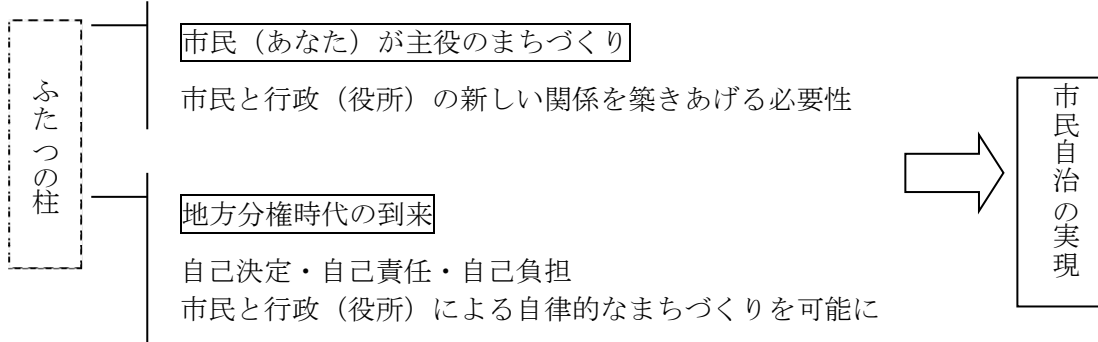 ふたつの柱
市民（あなた）が主役のまちづくり
市民と行政（役所）の新しい関係を築きあげる必要性
地方分権時代の到来
自己決定・自己責任・自己負担
市民と行政（役所）による自律的なまちづくりを可能に
市民自治の実現